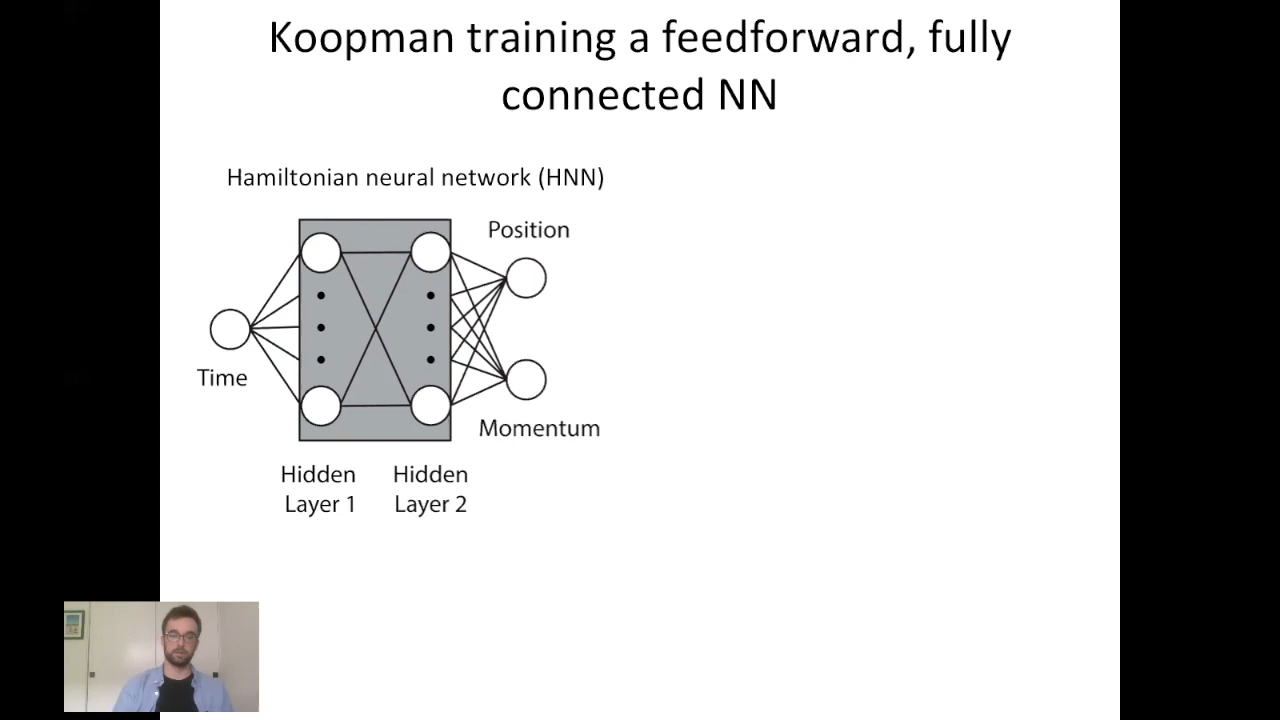 Koopman training a feedforward, fully
connected NN
Hamiltonian neural network (HNN)
Position
Time
Momentum
Hidden Layer 1
Hidden Layer 2